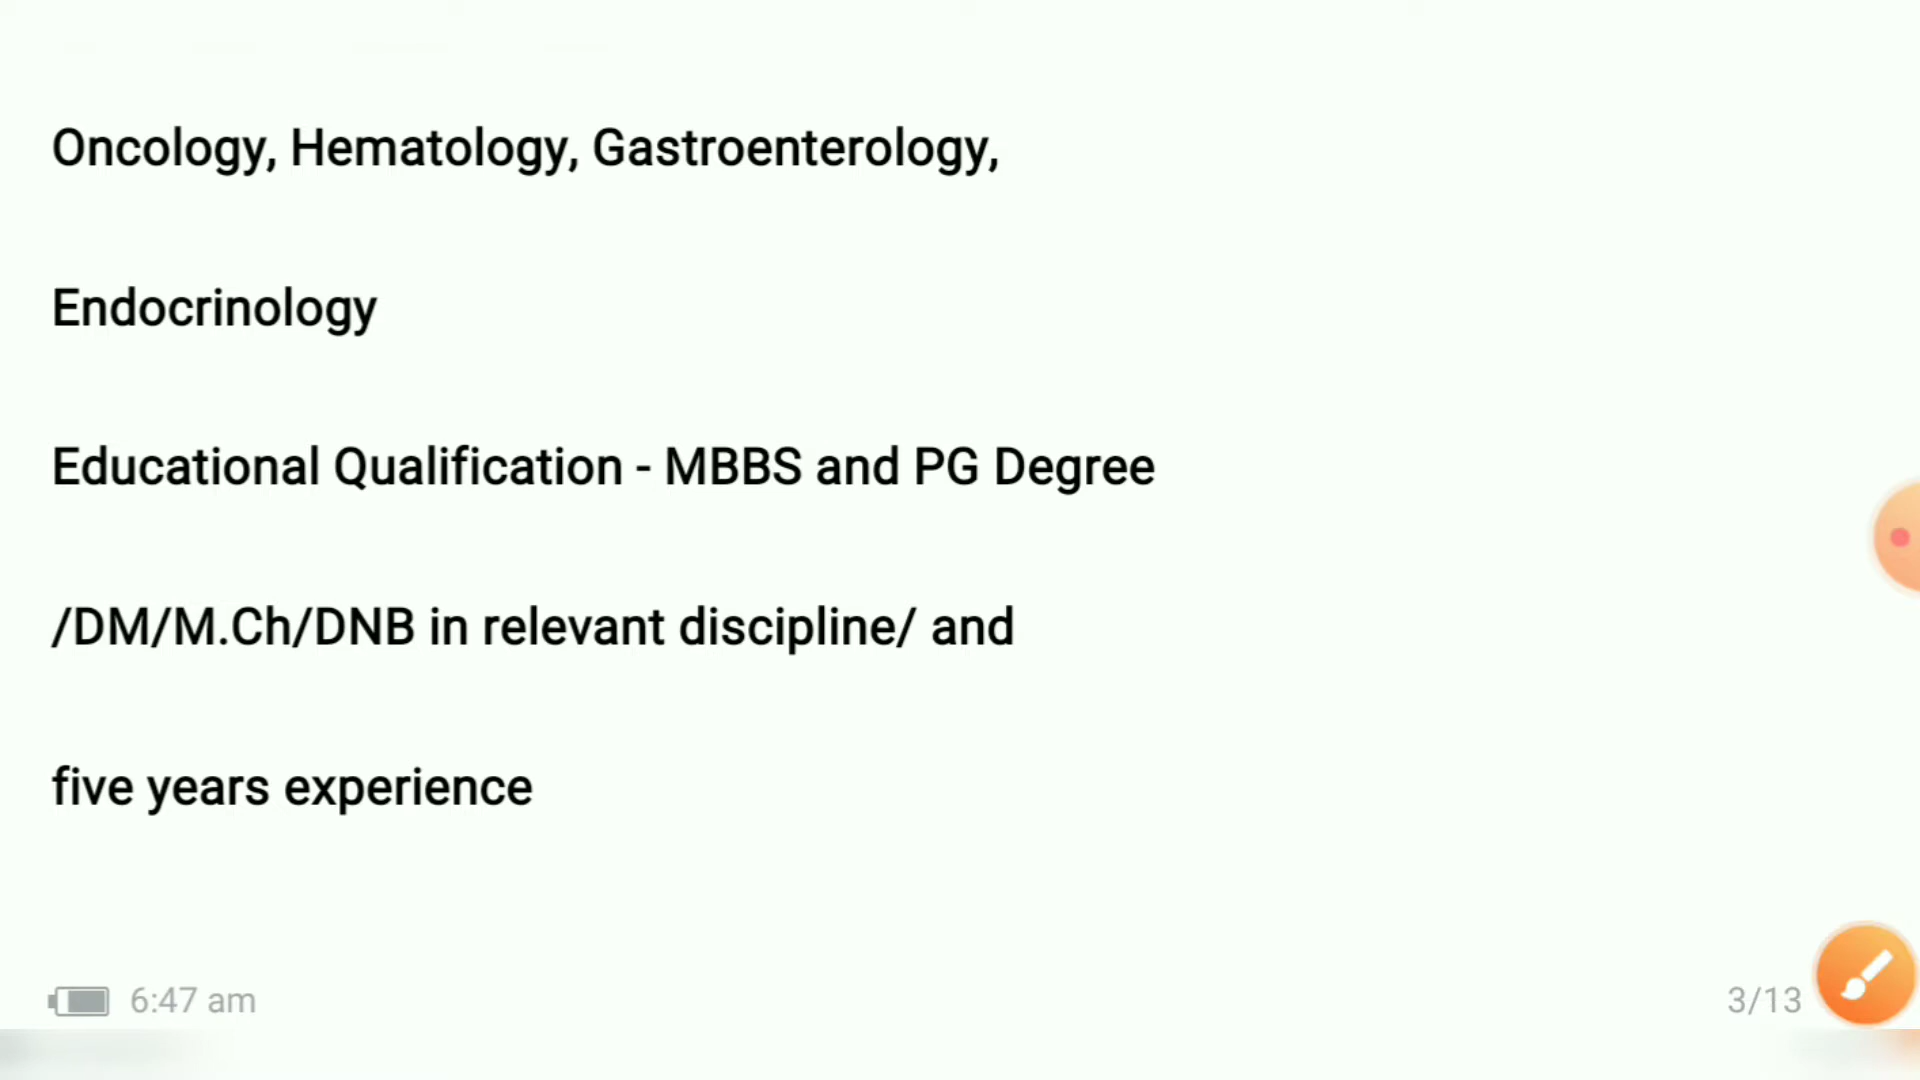 Oncology, Hematology, Gastroenterology,
Endocrinology
Educational Qualification - MBBS and PG Degree
/DM/M.Ch/DNB in relevant discipline/ and
five years experience
6:47 am
3/13